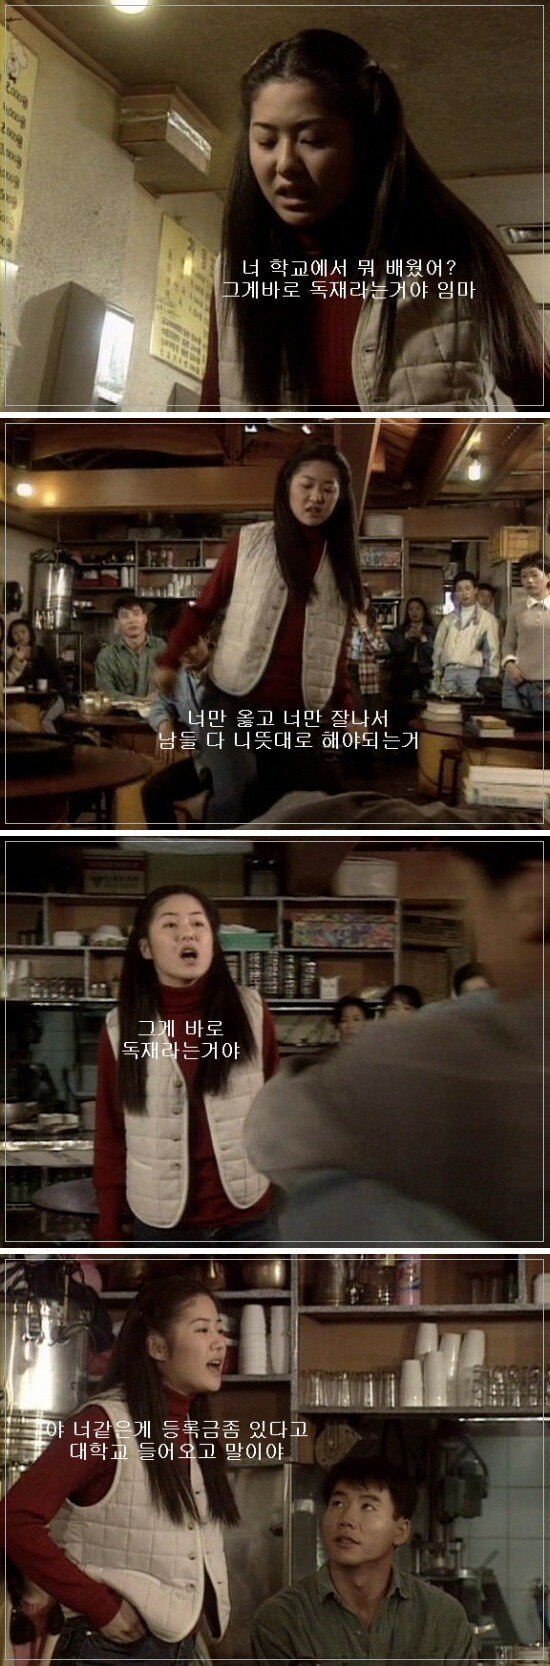 너 학교에서 뭐 배웠어?
그게바로 독재라는거야 임마
너만 옳고 너만 잘나서
남들 다 니뜻대로 해야되는거
그게 바로
독재라는거야
야 너같은게 등록금좀 있다고
대학교 들어오고 말이야